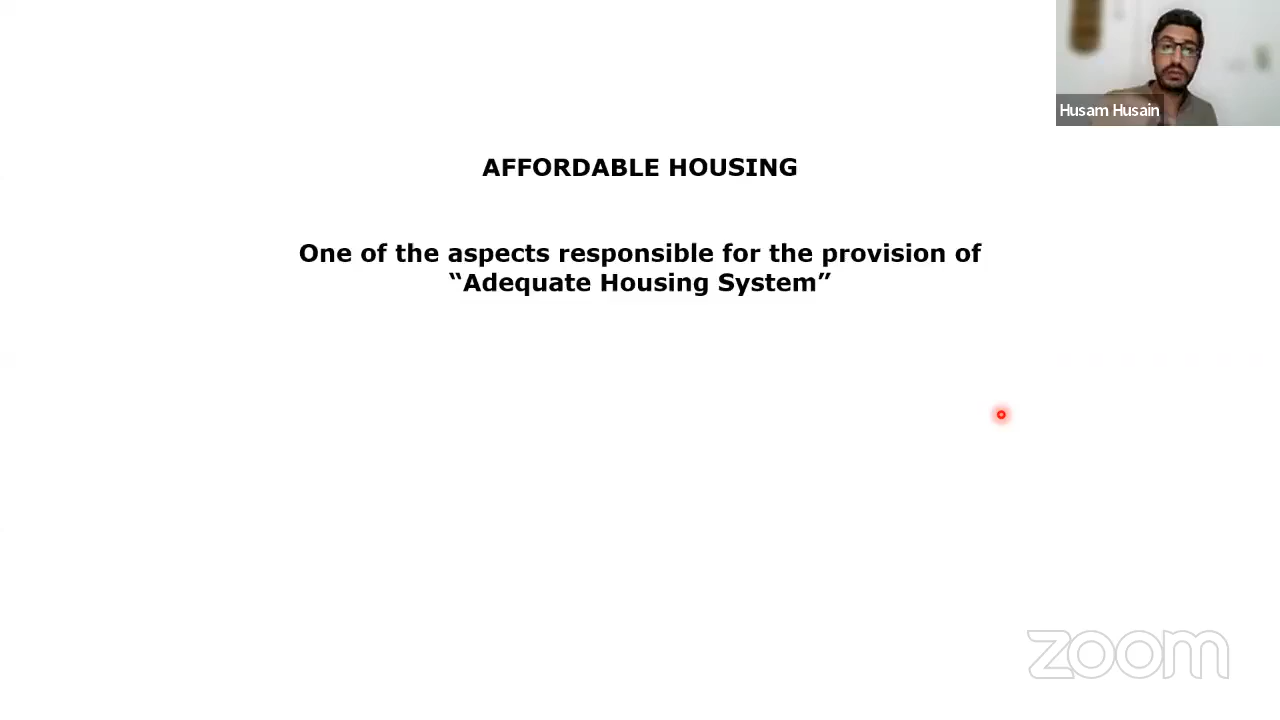 Husam Husain
AFFORDABLE HOUSING
One of the aspects responsible for the provision of
“Adequate Housing System”
zoom